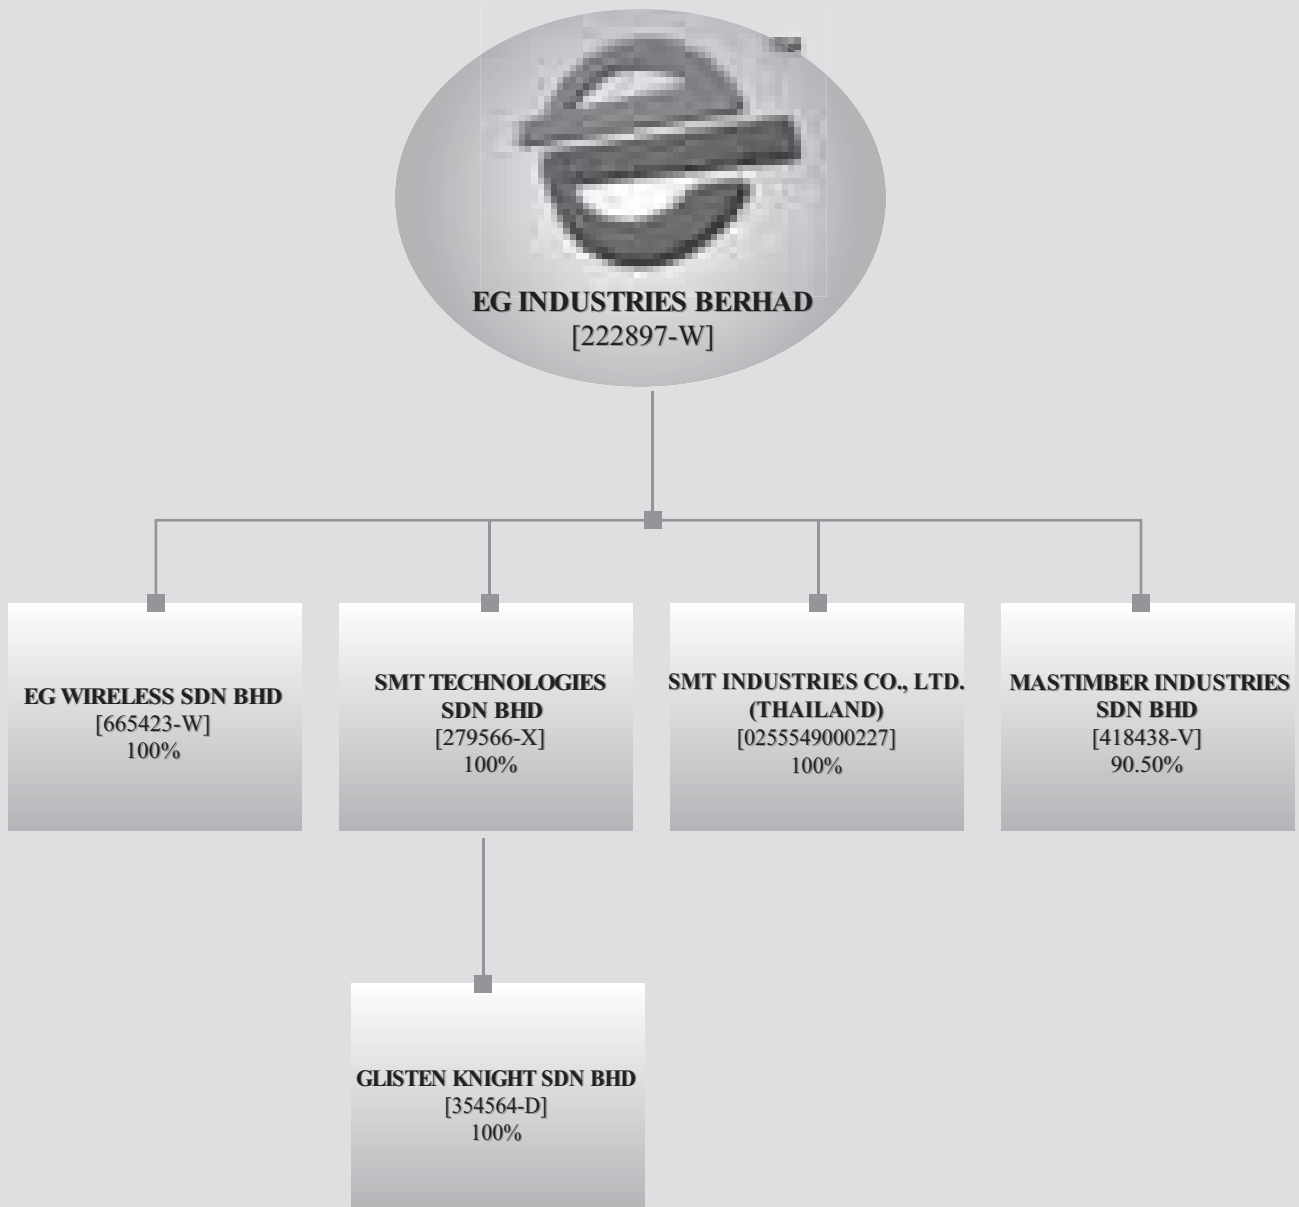 EG INDUSTRIES BERHAD
[222897-W]
EG WIRELESS SDN BHD
[665423-W]
100%
SMT TECHNOLOGIES
SDN BHD
[279566-X]
100%
SMT INDUSTRIES CO., LTD.
(THAILAND)
[0255549000227]
100%
MASTIMBER INDUSTRIES
SDN BHD
[418438-V]
90.50%
GLISTEN KNIGHT SDN BHD
[354564-D]
100%